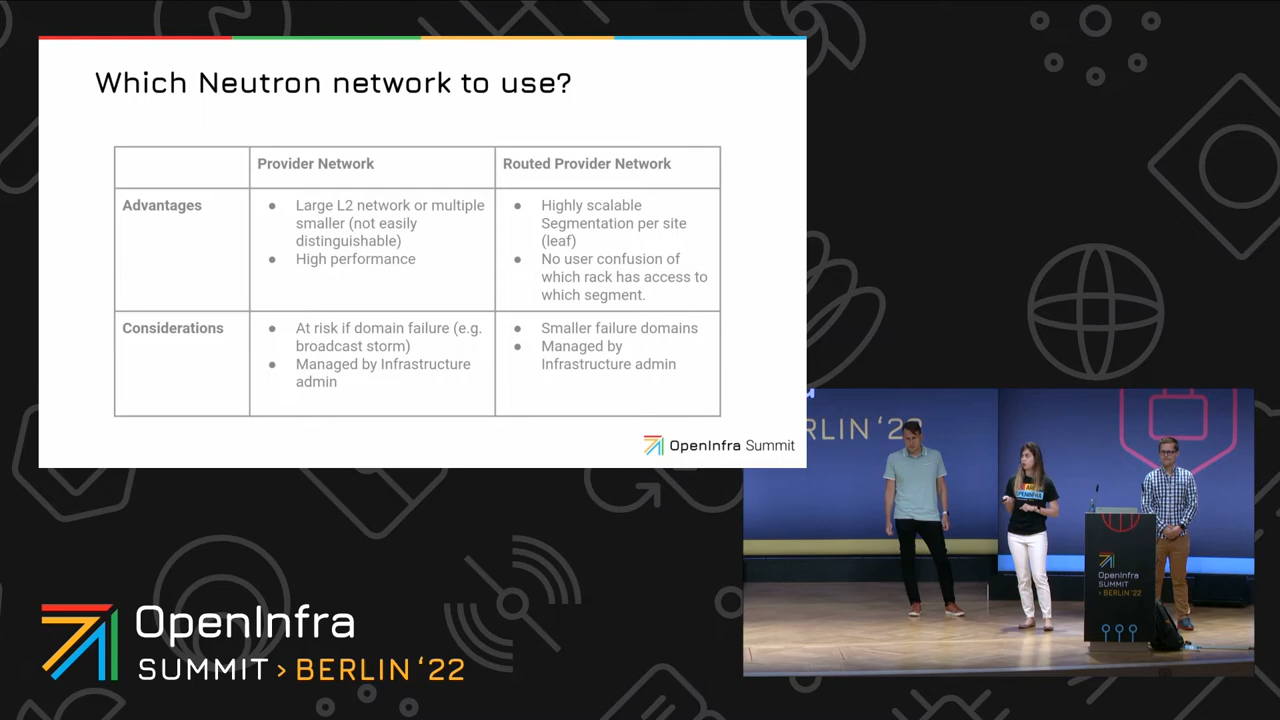 Which Neutron network to use?
Provider Network
Routed Provider Network
Advantages
● Large L2 network or multiple
smaller (not easily
distinguishable)
● High performance
● Highly scalable
Segmentation per site
(leaf)
● No user confusion of
which rack has access to
which segment.
Considerations
● At risk if domain failure (e.g.
broadcast storm)
● Managed by Infrastructure
admin
● Smaller failure domains
● Managed by
Infrastructure admin
OpenInfra Summit
RLIN ‘22
OPENINFRA
OpenInfra
SUMMIT
› BERLIN ‘22
OpenInfra
SUMMIT › BERLIN ‘22